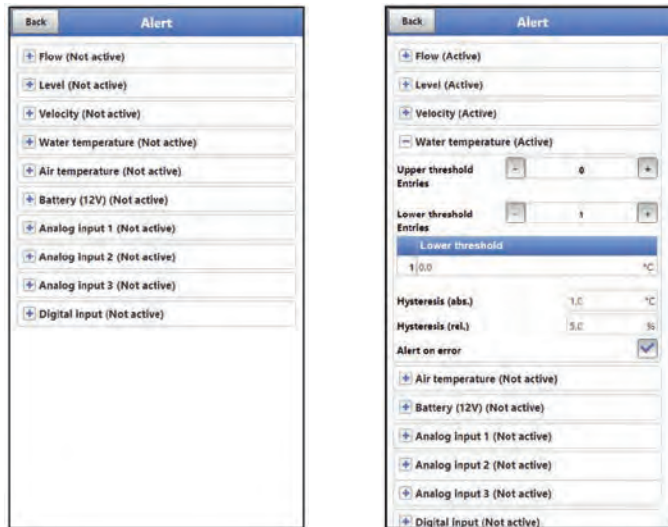 Back
Alert
Flow (Not active)
Level (Not active)
Velocity (Not active)
Water temperature (Not active)
Air temperature (Not active)
Battery (12V) (Not active)
Analog input 1 (Not active)
Analog input 2 (Not active)
Analog input 3 (Not active)
Digital input (Not active)
Back
Alert
Flow (Active)
Level (Active)
Velocity (Active)
Water temperature (Active)
Upper threshold - 0 +
Entries
Lower threshold - 1 +
Entries
Lower threshold
1 0.0 °C
Hysteresis (abs.) 1.0 °C
Hysteresis (rel.) 5.0 %
Alert on error
Air temperature (Not active)
Battery (12V) (Not active)
Analog input 1 (Not active)
Analog input 2 (Not active)
Analog input 3 (Not active)
Digital input (Not active)